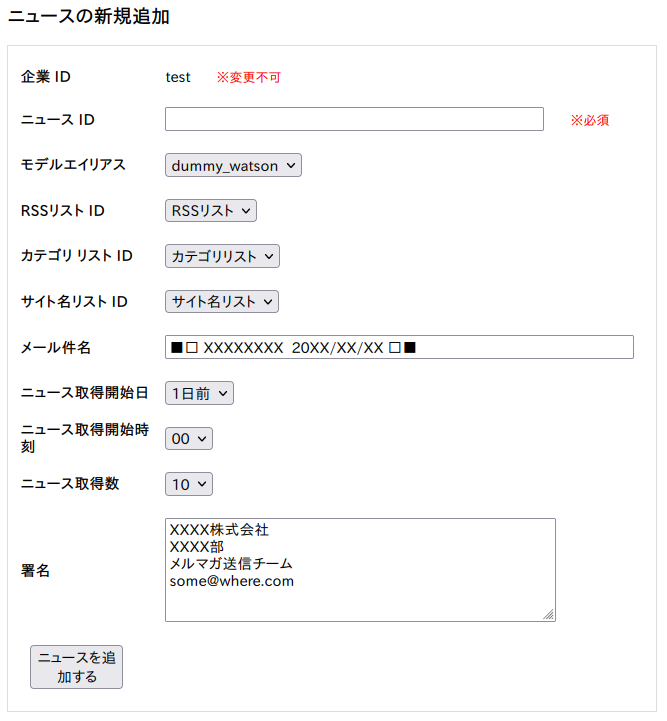 ニュースの新規追加
企業 ID test ※変更不可
ニュース ID ※必須
モデルエイリアス dummy_watson
RSSリスト ID RSSリスト
カテゴリ リスト ID カテゴリリスト
サイト名リスト ID サイト名リスト
メール件名 ■□ XXXXXXXX 20XX/XX/XX □■
ニュース取得開始日 1日前
ニュース取得開始時
刻 00
ニュース取得数 10
署名
XXXX株式会社
XXXX部
メルマガ送信チーム
some@where.com
ニュースを追
加する